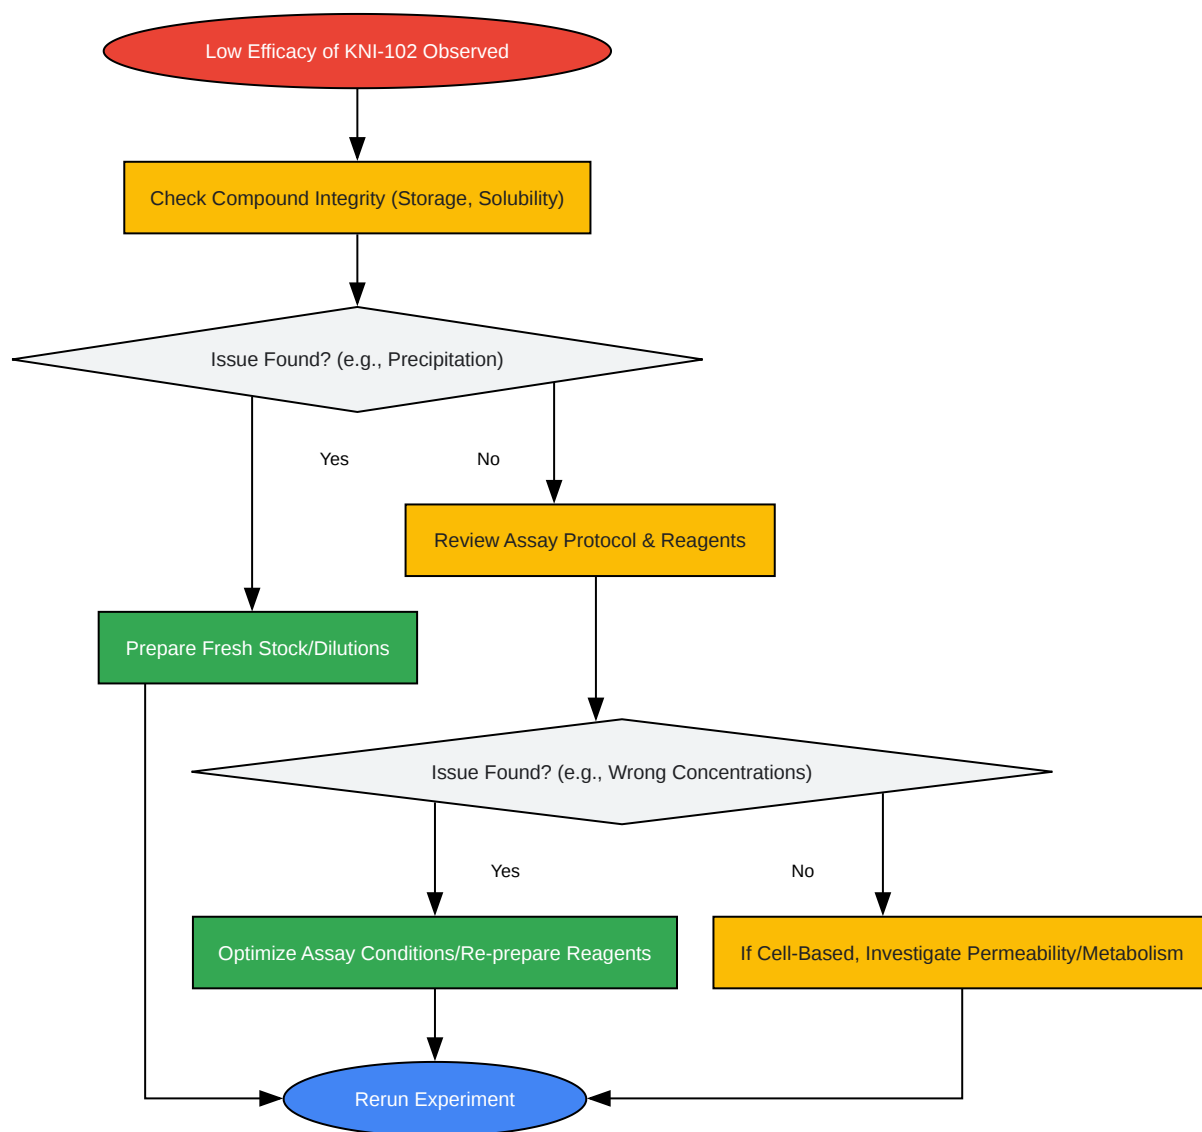 Low Efficacy of KNI-102 Observed
Check Compound Integrity (Storage, Solubility)
Issue Found? (e.g., Precipitation)
Yes
No
Review Assay Protocol & Reagents
Prepare Fresh Stock/Dilutions
Issue Found? (e.g., Wrong Concentrations)
Yes
No
Optimize Assay Conditions/Re-prepare Reagents
If Cell-Based, Investigate Permeability/Metabolism
Rerun Experiment